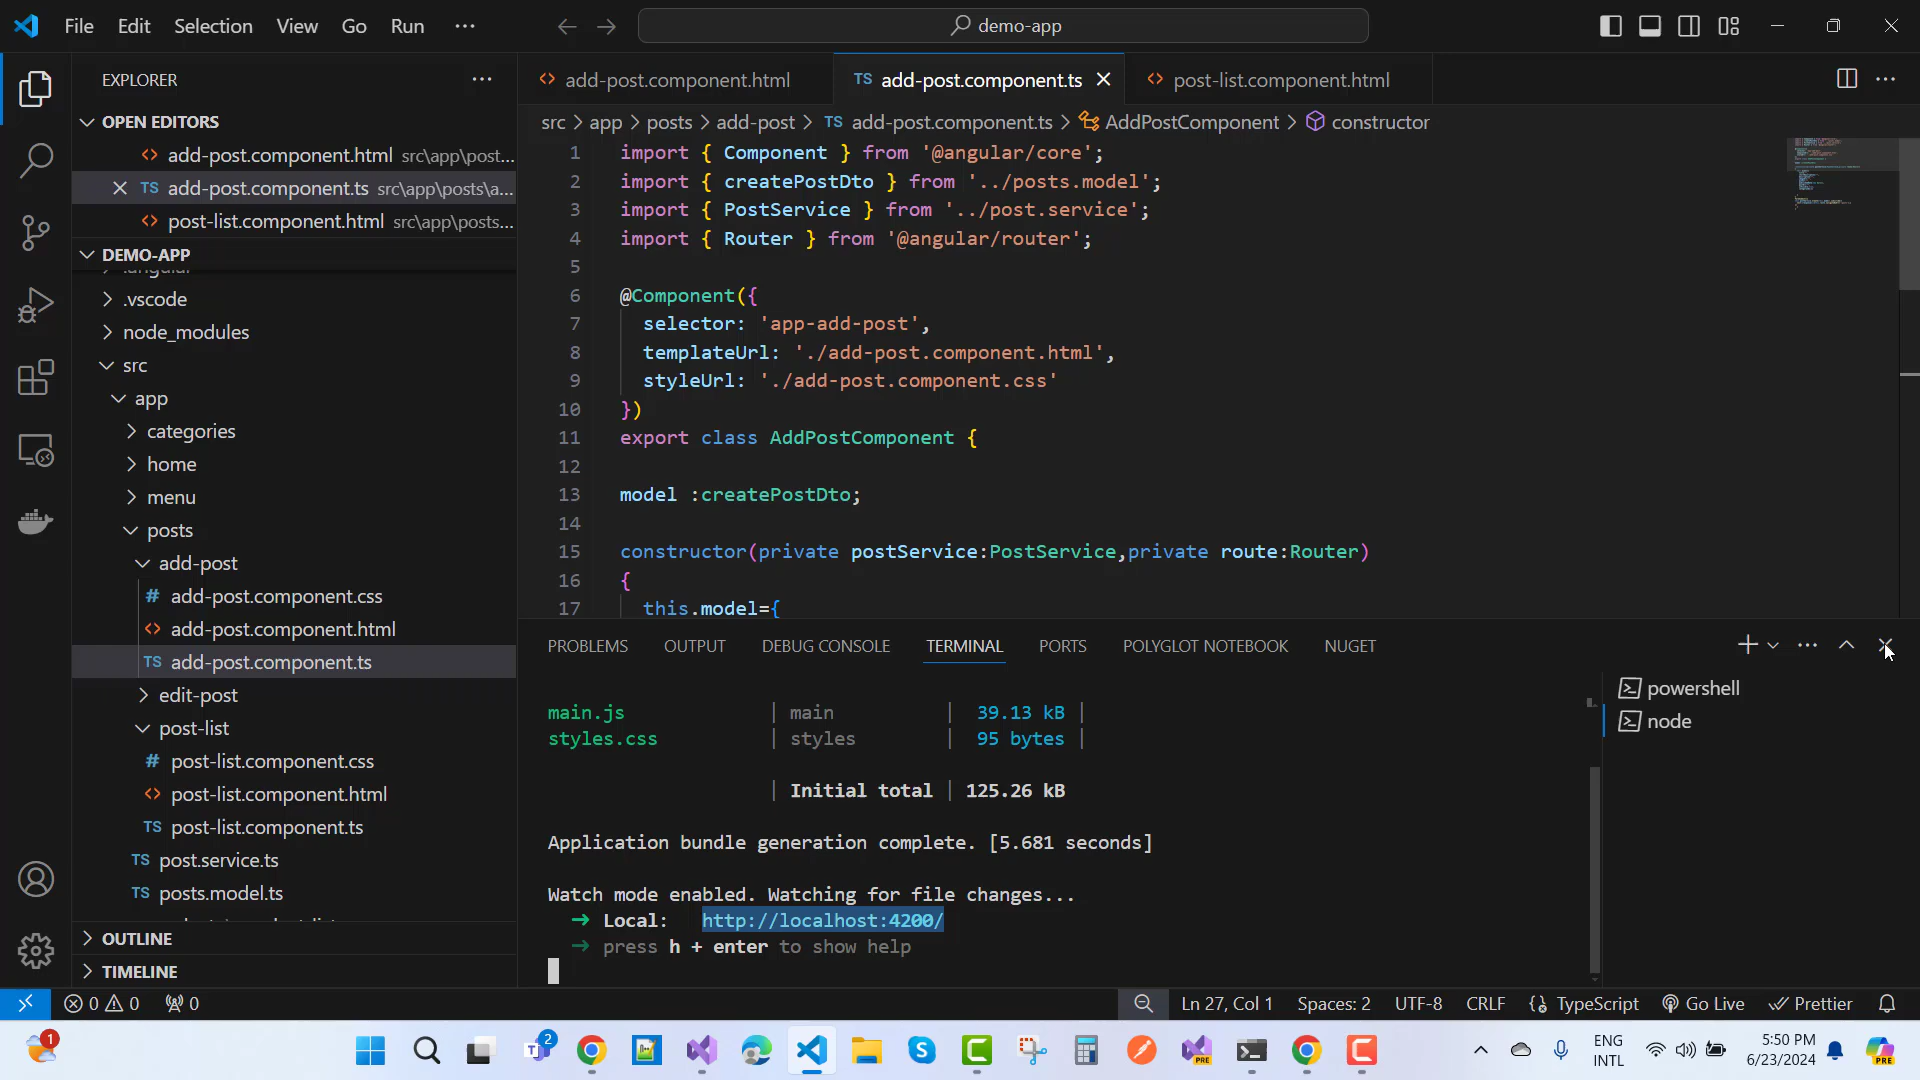 File Edit Selection View Go Run ···
demo-app
EXPLORER ···
OPEN EDITORS
add-post.component.html src\app\post...
TS add-post.component.ts src\app\posts\a...
post-list.component.html src\app\posts...
DEMO-APP
.angular
.vscode
node_modules
src
app
categories
home
menu
posts
add-post
# add-post.component.css
<> add-post.component.html
TS add-post.component.ts
edit-post
post-list
# post-list.component.css
<> post-list.component.html
TS post-list.component.ts
TS post.service.ts
TS posts.model.ts
OUTLINE
TIMELINE
<> add-post.component.html TS add-post.component.ts <> post-list.component.html
src > app > posts > add-post > TS add-post.component.ts > AddPostComponent > constructor
1 import { Component } from '@angular/core';
2 import { createPostDto } from '../posts.model';
3 import { PostService } from '../post.service';
4 import { Router } from '@angular/router';
5
6 @Component({
7 selector: 'app-add-post',
8 templateUrl: './add-post.component.html',
9 styleUrl: './add-post.component.css'
10 })
11 export class AddPostComponent {
12
13 model :createPostDto;
14
15 constructor(private postService:PostService,private route:Router)
16 {
17 this.model={
PROBLEMS OUTPUT DEBUG CONSOLE TERMINAL PORTS POLYGLOT NOTEBOOK NUGET
main.js | main | 39.13 kB |
styles.css | styles | 95 bytes |
| Initial total | 125.26 kB
Application bundle generation complete. [5.681 seconds]
Watch mode enabled. Watching for file changes...
➜ Local: http://localhost:4200/
➜ press h + enter to show help
powershell
node
0 0 0
Ln 27, Col 1 Spaces: 2 UTF-8 CRLF {} TypeScript Go Live Prettier
1
2
PRE
ENG
INTL
5:50 PM
6/23/2024
PRE